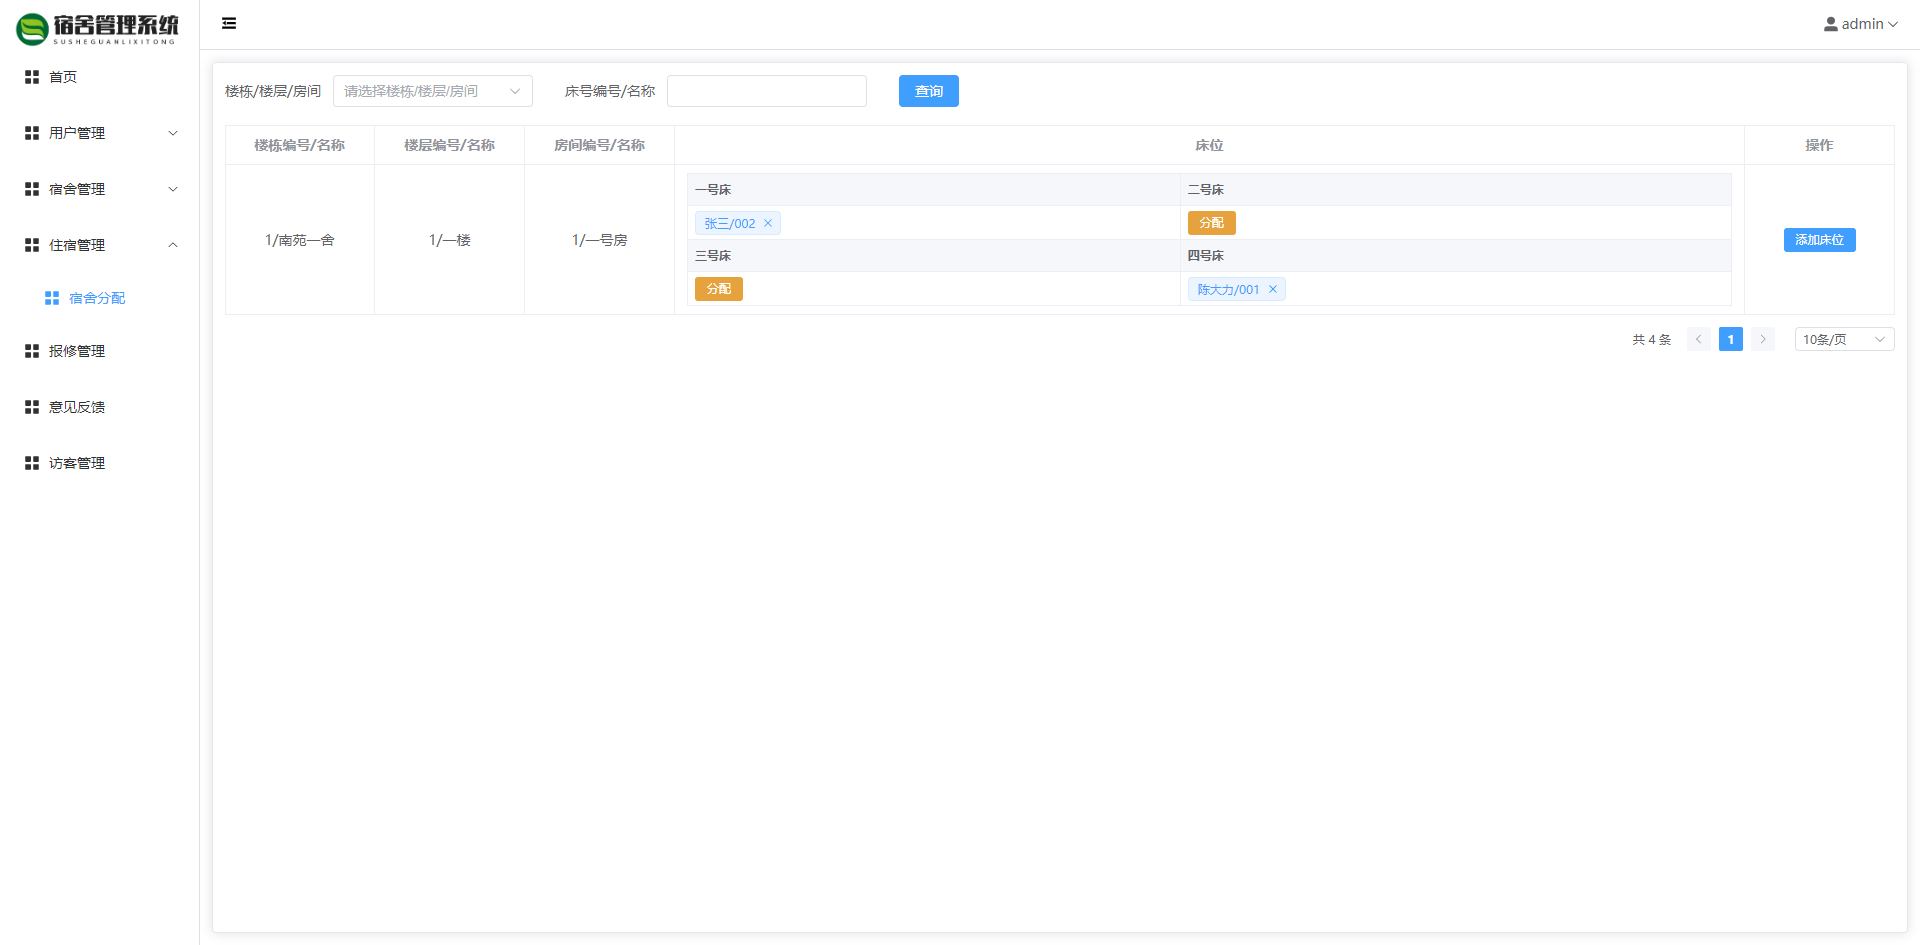 宿舍管理系统
SUSHEGUANLIXITONG
首页
用户管理
宿舍管理
住宿管理
宿舍分配
报修管理
意见反馈
访客管理
admin
楼栋/楼层/房间
请选择楼栋/楼层/房间
床号编号/名称
查询
楼栋编号/名称
楼层编号/名称
房间编号/名称
床位
操作
1/南苑一舍
1/一楼
1/一号房
一号床
二号床
张三/002
分配
三号床
四号床
分配
陈大力/001
添加床位
共 4 条
1
10条/页